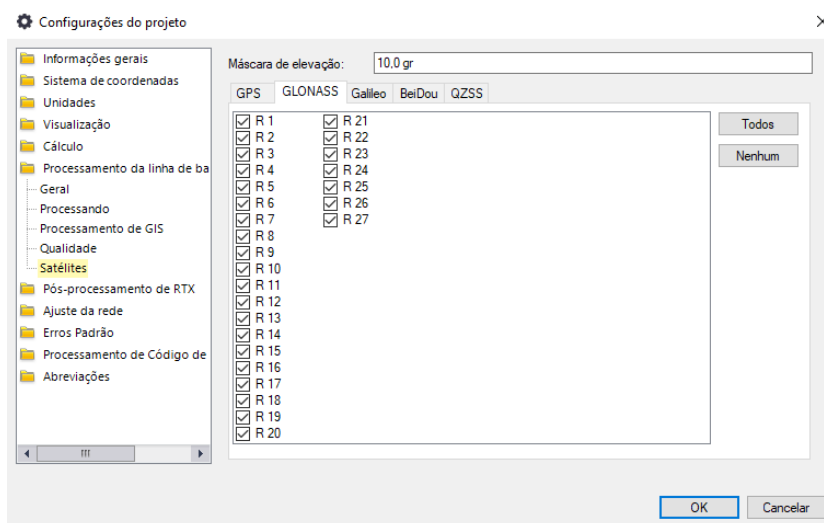 Configurações do projeto
Informações gerais
Sistema de coordenadas
Unidades
Visualização
Cálculo
Processamento da linha de ba
Geral
Processando
Processamento de GIS
Qualidade
Satélites
Pós-processamento de RTX
Ajuste da rede
Erros Padrão
Processamento de Código de
Abreviações
Máscara de elevação: 10,0 gr
GPS GLONASS Galileo BeiDou QZSS
R 1 R 21
R 2 R 22
R 3 R 23
R 4 R 24
R 5 R 25
R 6 R 26
R 7 R 27
R 8
R 9
R 10
R 11
R 12
R 13
R 14
R 15
R 16
R 17
R 18
R 19
R 20
Todos
Nenhum
OK Cancelar